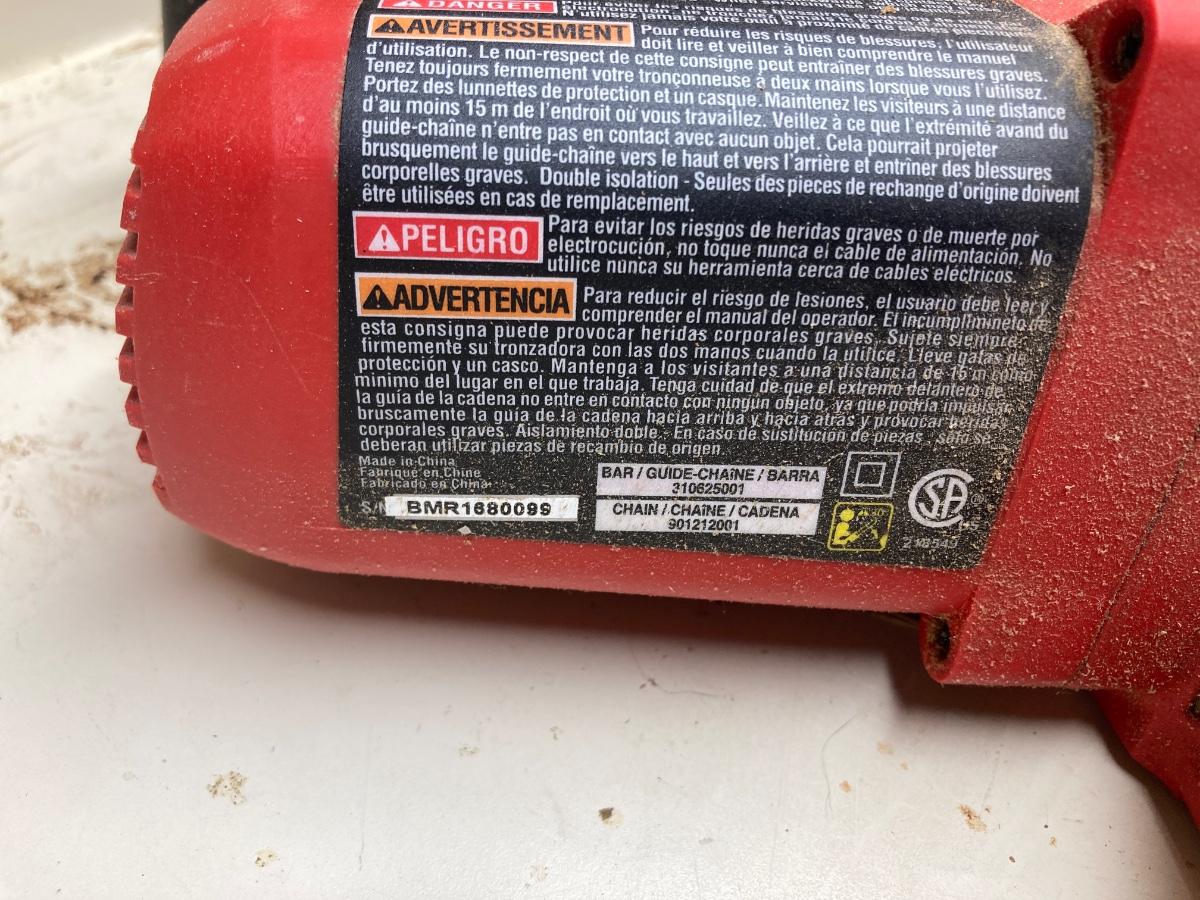 DANGER
AVERTISSEMENT Pour réduire les risques de blessures, l'utilisateur
doit lire et veiller à bien comprendre le manuel
d'utilisation. Le non-respect de cette consigne peut entraîner des blessures graves.
Tenez toujours fermement votre tronçonneuse à deux mains lorsque vous l'utilisez.
Portez des lunnettes de protection et un casque. Maintenez les visiteurs à une distance
d'au moins 15 m de l'endroit où vous travaillez. Veillez à ce que l'extrémité avand du
guide-chaîne n'entre pas en contact avec aucun objet. Cela pourrait projeter
brusquement le guide-chaîne vers le haut et vers l'arrière et entrîner des blessures
corporelles graves. Double isolation - Seules des pieces de rechange d'origine doivent
être utilisées en cas de remplacement.
PELIGRO Para evitar los riesgos de heridas graves o de muerte por
electrocución, no toque nunca el cable de alimentación. No
utilice nunca su herramienta cerca de cables eléctricos.
ADVERTENCIA Para reducir el riesgo de lesiones, el usuario debe leer y
comprender el manual del operador. El incumplimineto de
esta consigna puede provocar heridas corporales graves. Sujete siempre
firmemente su tronzadora con las dos manos cuando la utilice. Lleve gafas de
protección y un casco. Mantenga a los visitantes a una distancia de 15 m como
mínimo del lugar en el que trabaja. Tenga cuidad de que el extremo delantero de
la guía de la cadena no entre en contacto con ningún objeto, ya que podría impulsar
bruscamente la guía de la cadena hacia arriba y hacia atrás y provocar heridas
corporales graves. Aislamiento doble - En caso de sustitución de piezas sólo se
deberan utilizar piezas de recambio de origen
Made in China
Fabriqué en Chine
Fabricado en China
S/N BMR1680099
BAR / GUIDE-CHAÎNE / BARRA
310625001
CHAIN / CHAÎNE / CADENA
901212001